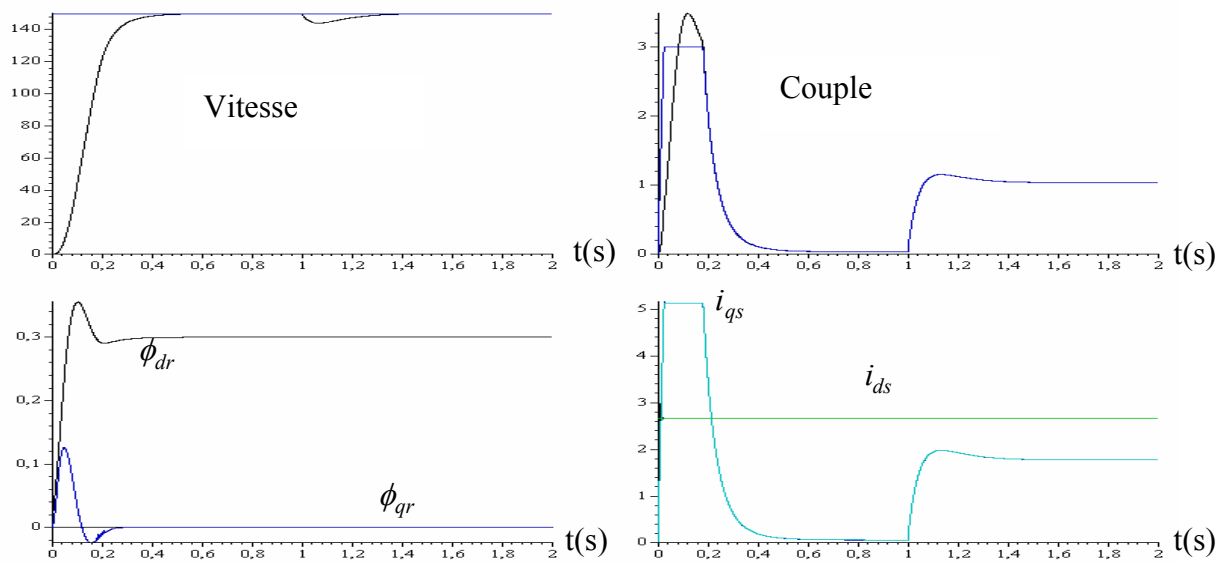 140
120
100
80
60
40
20
0
Vitesse
0 0,2 0,4 0,6 0,8 1 1,2 1,4 1,6 1,8 2 t(s)
3
2
1
0
Couple
0 0,2 0,4 0,6 0,8 1 1,2 1,4 1,6 1,8 2 t(s)
0,3
0,2
0,1
0
ϕdr
ϕqr
0 0,2 0,4 0,6 0,8 1 1,2 1,4 1,6 1,8 2 t(s)
5
4
3
2
1
0
iqs
ids
0 0,2 0,4 0,6 0,8 1 1,2 1,4 1,6 1,8 2 t(s)